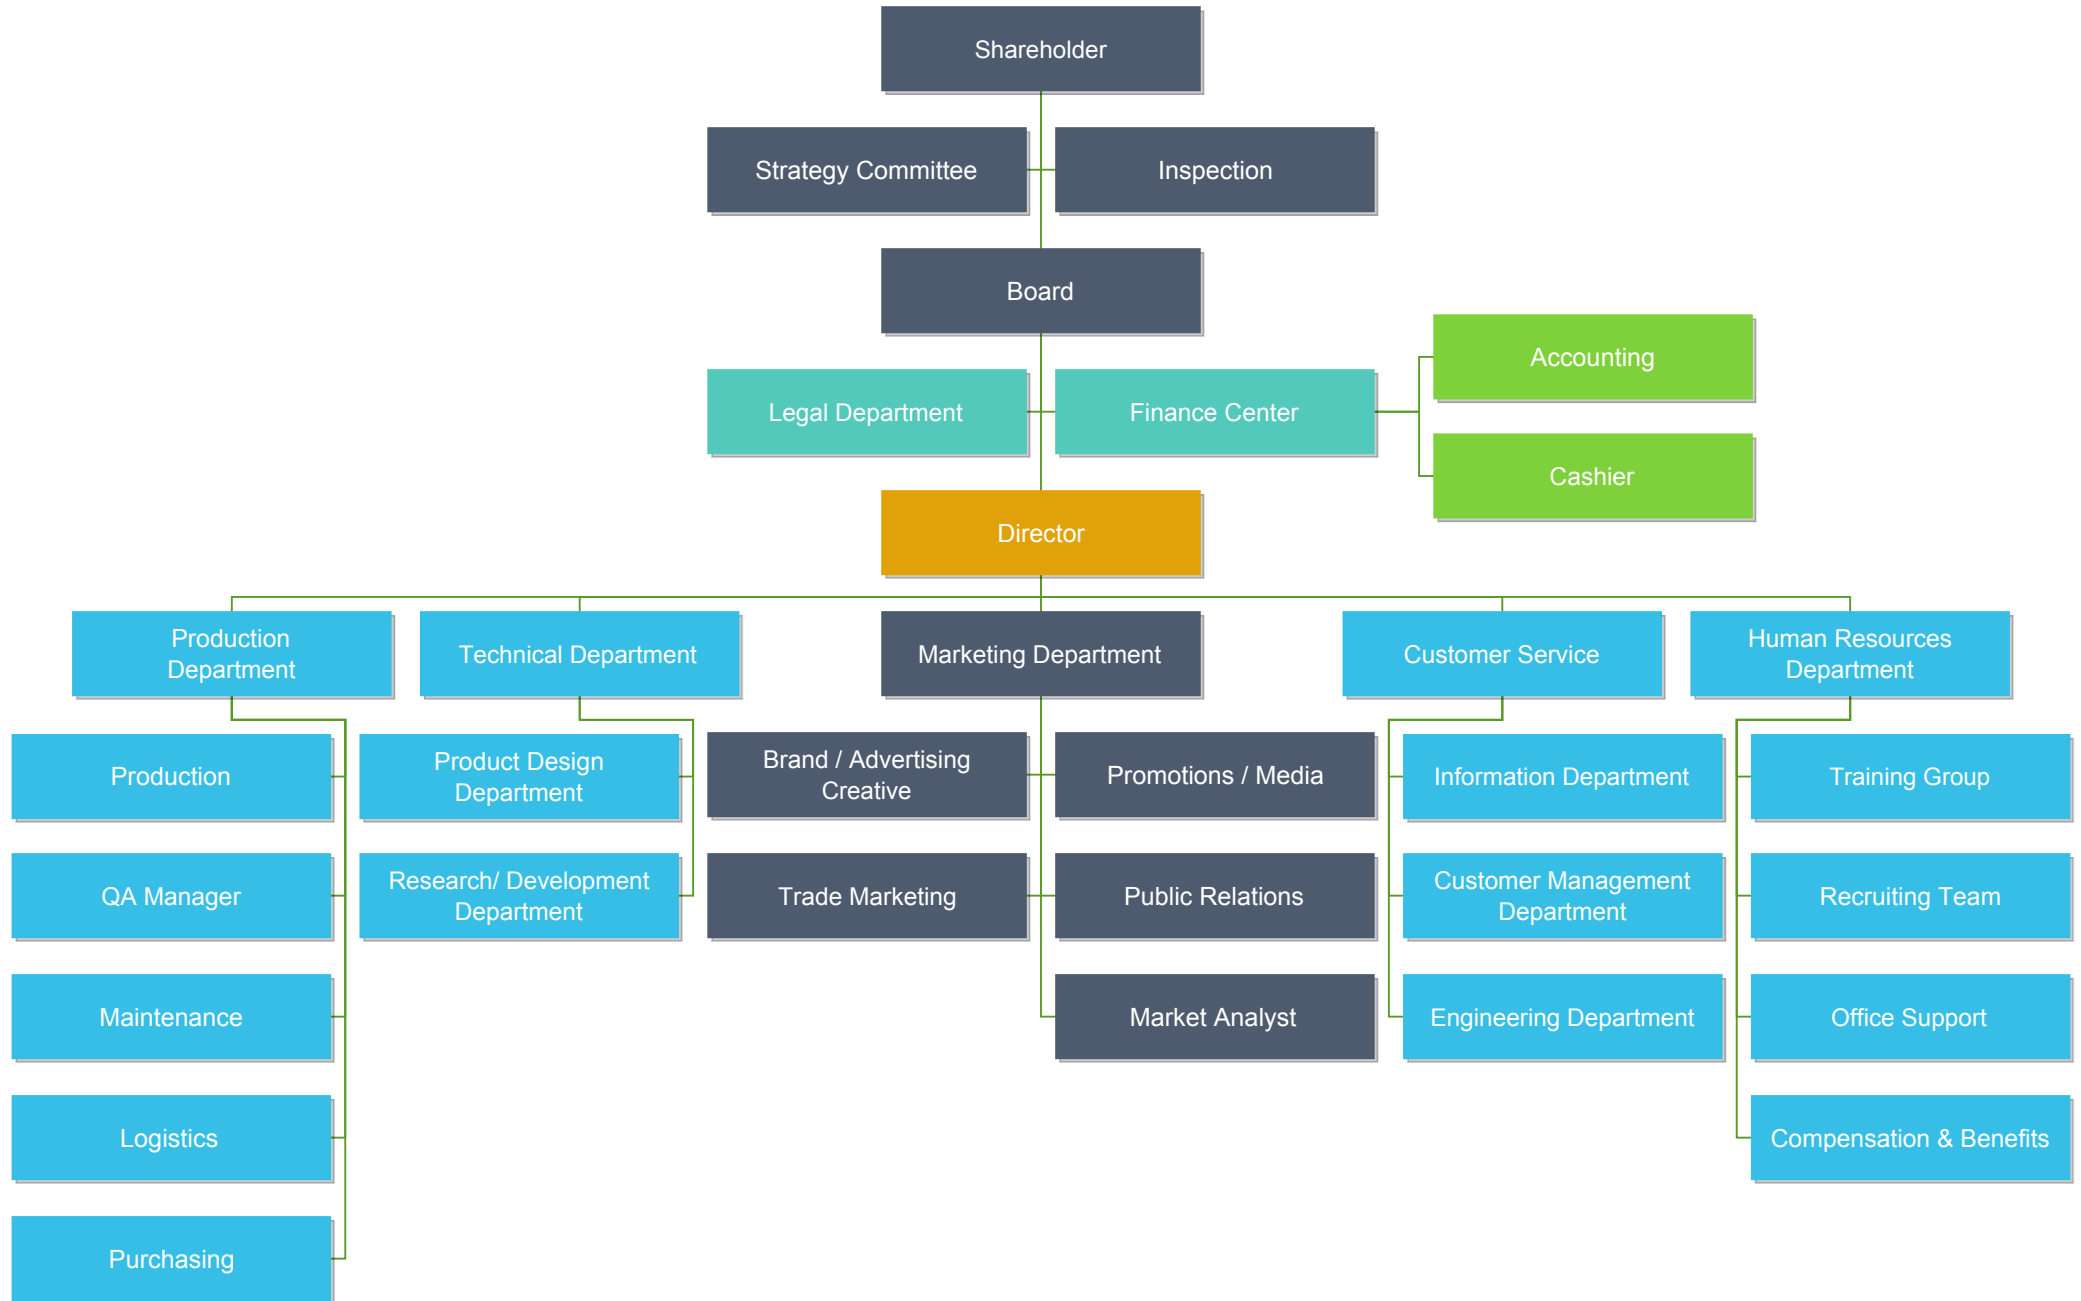 Shareholder
Strategy Committee
Inspection
Board
Accounting
Legal Department
Finance Center
Cashier
Director
Production
Department
Technical Department
Marketing Department
Customer Service
Human Resources
Department
Production
Product Design
Department
Brand / Advertising
Creative
Promotions / Media
Information Department
Training Group
QA Manager
Research/ Development
Department
Trade Marketing
Public Relations
Customer Management
Department
Recruiting Team
Maintenance
Market Analyst
Engineering Department
Office Support
Logistics
Compensation & Benefits
Purchasing